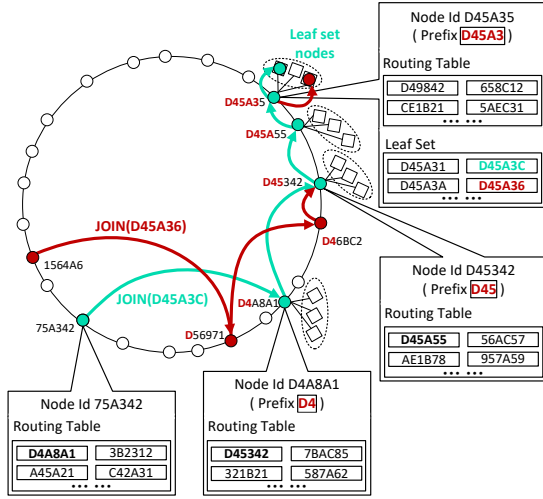 Leaf set
nodes
D45A35
D45A55
D45342
D46BC2
JOIN(D45A36)
1564A6
JOIN(D45A3C)
D4A8A1
75A342
D56971
Node Id D45A35
( Prefix D45A3 )
Routing Table
D49842 658C12
CE1B21 5AEC31
... ...
Leaf Set
D45A31 D45A3C
D45A3A D45A36
... ...
Node Id D45342
( Prefix D45 )
Routing Table
D45A55 56AC57
AE1B78 957A59
... ...
Node Id 75A342
Routing Table
D4A8A1 3B2312
A45A21 C42A31
... ...
Node Id D4A8A1
( Prefix D4 )
Routing Table
D45342 7BAC85
321B21 587A62
... ...